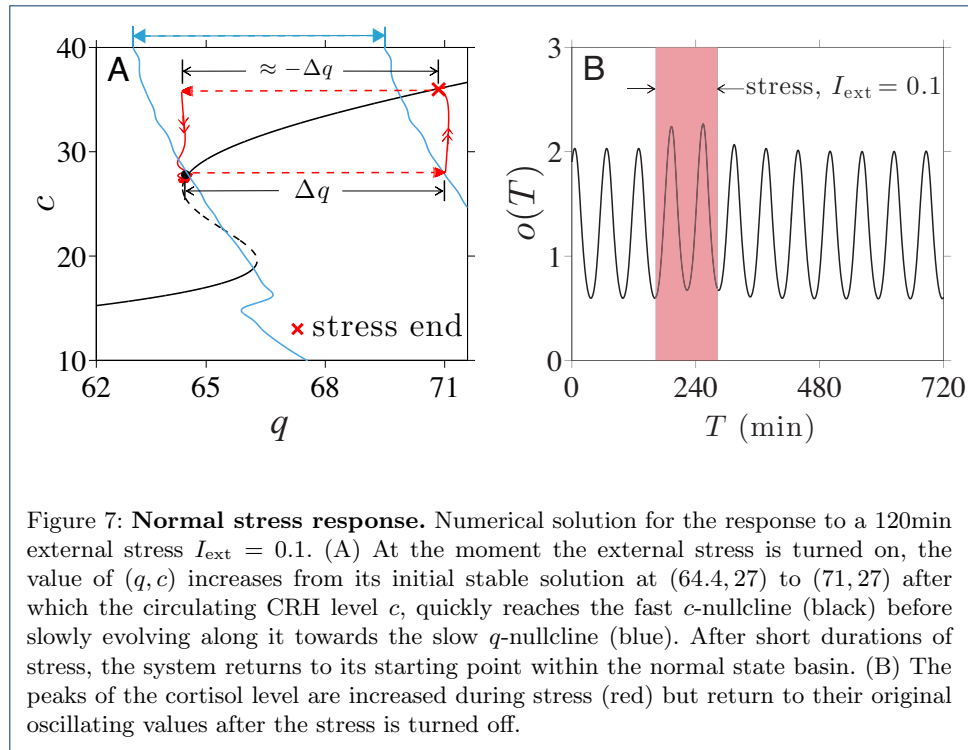 A
≈ −Δq
Δq
× stress end
40
30
20
10
c
62
65
68
71
q
B
stress, I_ext = 0.1
3
2
1
0
o(T)
0
240
480
720
T (min)
Figure 7: Normal stress response. Numerical solution for the response to a 120min
external stress I_ext = 0.1. (A) At the moment the external stress is turned on, the
value of (q, c) increases from its initial stable solution at (64.4, 27) to (71, 27) after
which the circulating CRH level c, quickly reaches the fast c-nullcline (black) before
slowly evolving along it towards the slow q-nullcline (blue). After short durations of
stress, the system returns to its starting point within the normal state basin. (B) The
peaks of the cortisol level are increased during stress (red) but return to their original
oscillating values after the stress is turned off.